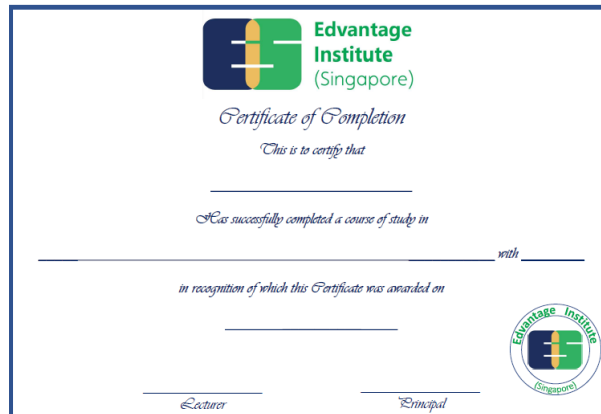 Edvantage
Institute
(Singapore)
Certificate of Completion
This is to certify that
Has successfully completed a course of study in
with
in recognition of which this Certificate was awarded on
Edvantage Institute
(Singapore)
Lecturer
Principal